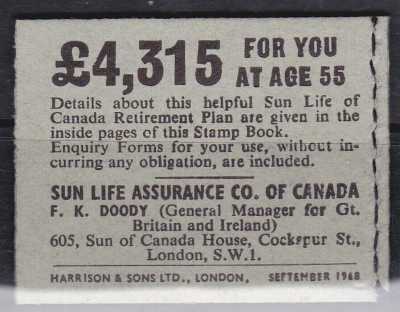 £4,315 FOR YOU
AT AGE 55
Details about this helpful Sun Life of
Canada Retirement Plan are given in the
inside pages of this Stamp Book.
Enquiry Forms for your use, without in-
curring any obligation, are included.
SUN LIFE ASSURANCE CO. OF CANADA
F. K. DOODY (General Manager for Gt.
Britain and Ireland)
605, Sun of Canada House, Cockspur St.,
London, S.W.1.
HARRISON & SONS LTD., LONDON, SEPTEMBER 1968